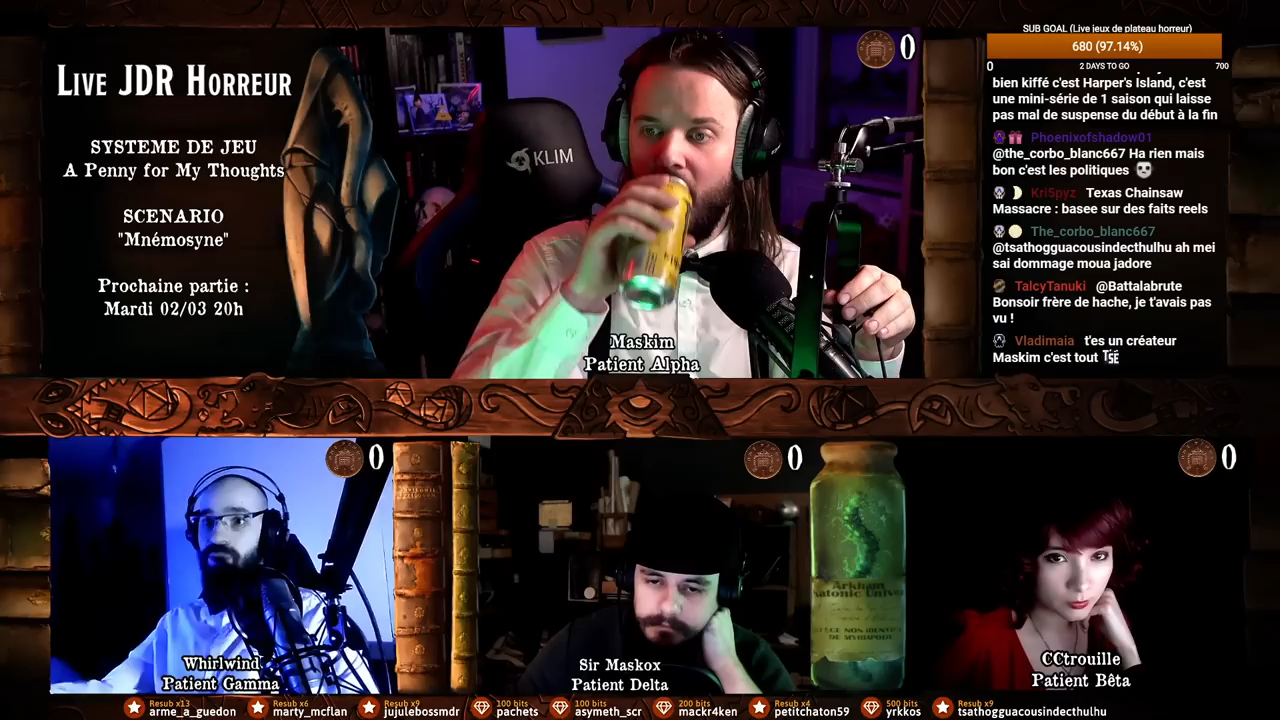 Live JDR Horreur
SYSTEME DE JEU
A Penny for My Thoughts
SCENARIO
"Mnémosyne"
Prochaine partie :
Mardi 02/03 20h
KLIM
0
Maskim
Patient Alpha
SUB GOAL (Live jeux de plateau horreur)
680 (97.14%)
0
2 DAYS TO GO
700
bien kiffé c'est Harper's Island, c'est
une mini-série de 1 saison qui laisse
pas mal de suspense du début à la fin
Phoenixofshadow01
@the_corbo_blanc667 Ha rien mais
bon c'est les politiques
Kri5pyz Texas Chainsaw
Massacre : basee sur des faits reels
The_corbo_blanc667
@tsathogguacousindecthulhu ah mei
sai dommage moua jadore
TalcyTanuki @Battalabrute
Bonsoir frère de hache, je t'avais pas
vu !
Vladimaia t'es un créateur
Maskim c'est tout TSÉ
0
Whirlwind
Patient Gamma
0
Sir Maskox
Patient Delta
Arkham
DE MYRIAPODE
0
CCtrouille
Patient Bêta
Resub x13
arme_a_guedon
Resub x6
marty_mcflan
Resub x9
jujulebossmdr
100 bits
pachets
100 bits
asymeth_scr
200 bits
mackr4ken
Resub x4
petitchaton59
500 bits
yrkkos
Resub x9
tsathogguacousindecthulhu